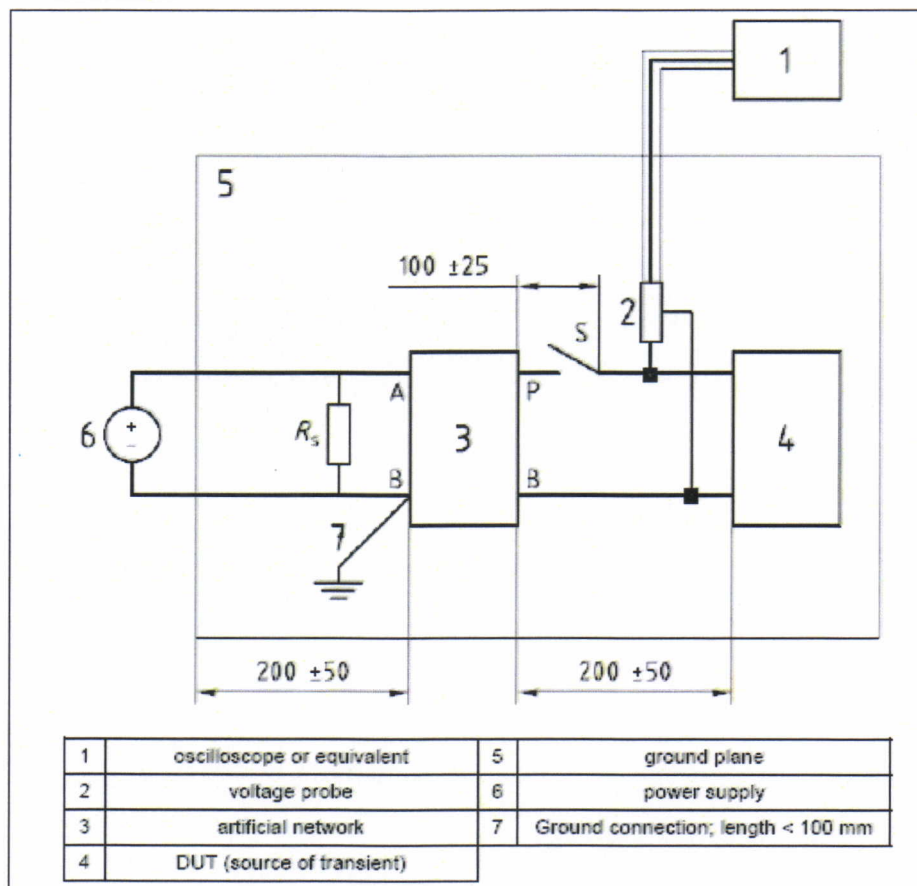 1
5
100 ±25
2
S
A
P
6
+
−
Rs
3
4
B
B
7
200 ±50
200 ±50
1 oscilloscope or equivalent 5 ground plane
2 voltage probe 6 power supply
3 artificial network 7 Ground connection; length < 100 mm
4 DUT (source of transient)